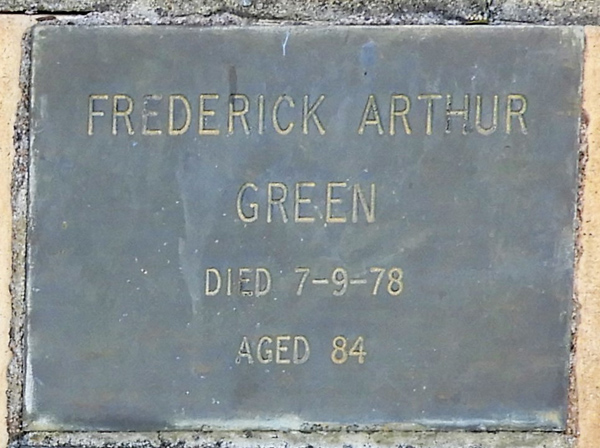 FREDERICK ARTHUR
GREEN
DIED 7-9-78
AGED 84